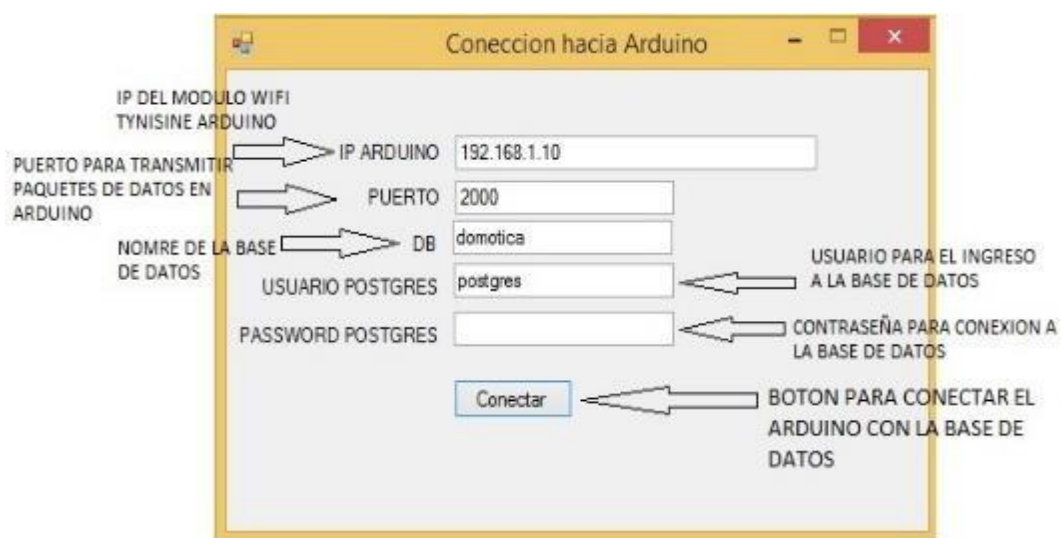 Coneccion hacia Arduino
IP DEL MODULO WIFI
TYNISINE ARDUINO
IP ARDUINO
192.168.1.10
PUERTO PARA TRANSMITIR
PAQUETES DE DATOS EN
ARDUINO
PUERTO
2000
NOMRE DE LA BASE
DE DATOS
DB
domotica
USUARIO POSTGRES
postgres
USUARIO PARA EL INGRESO
A LA BASE DE DATOS
PASSWORD POSTGRES
CONTRASEÑA PARA CONEXION A
LA BASE DE DATOS
Conectar
BOTON PARA CONECTAR EL
ARDUINO CON LA BASE DE
DATOS